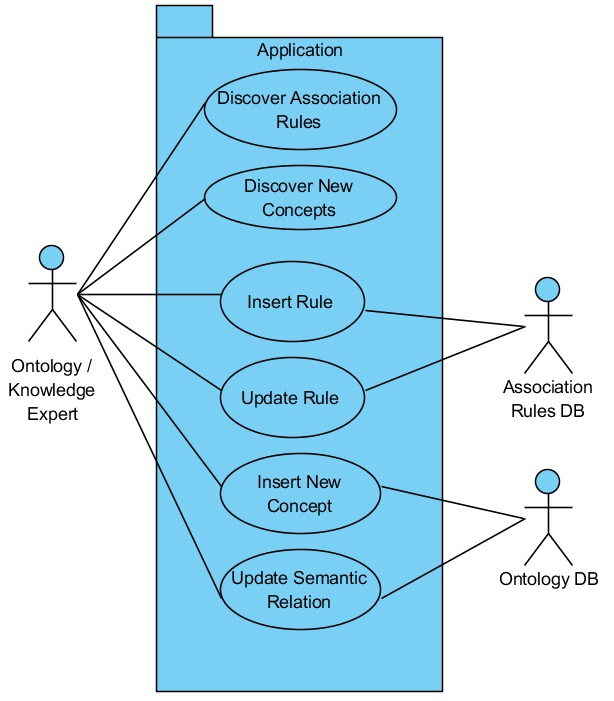 Application
Discover Association
Rules
Discover New
Concepts
Insert Rule
Update Rule
Insert New
Concept
Update Semantic
Relation
Ontology /
Knowledge
Expert
Association
Rules DB
Ontology DB